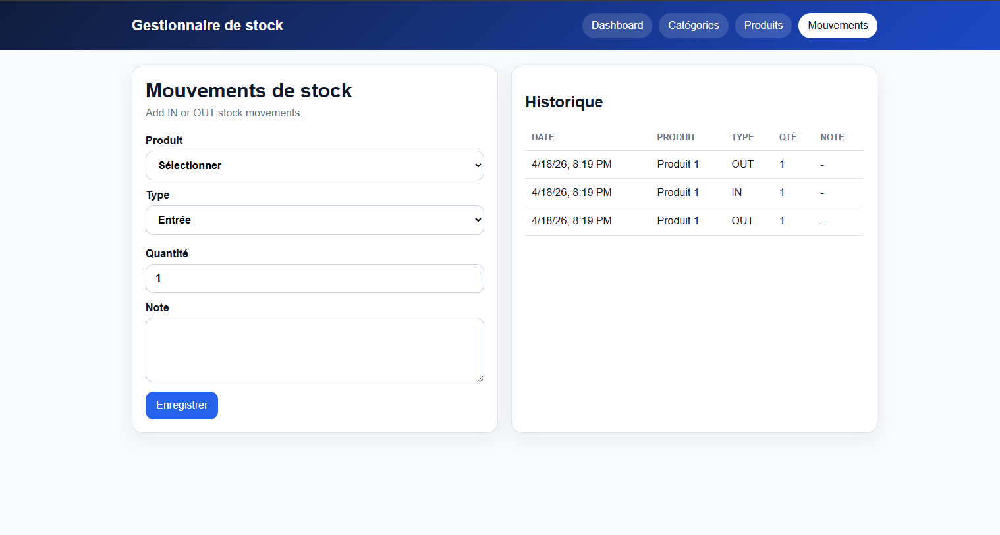 Gestionnaire de stock
Dashboard Catégories Produits Mouvements
Mouvements de stock
Add IN or OUT stock movements.
Produit
Sélectionner
Type
Entrée
Quantité
1
Note
Enregistrer
Historique
DATE PRODUIT TYPE QTÉ NOTE
4/18/26, 8:19 PM Produit 1 OUT 1 -
4/18/26, 8:19 PM Produit 1 IN 1 -
4/18/26, 8:19 PM Produit 1 OUT 1 -